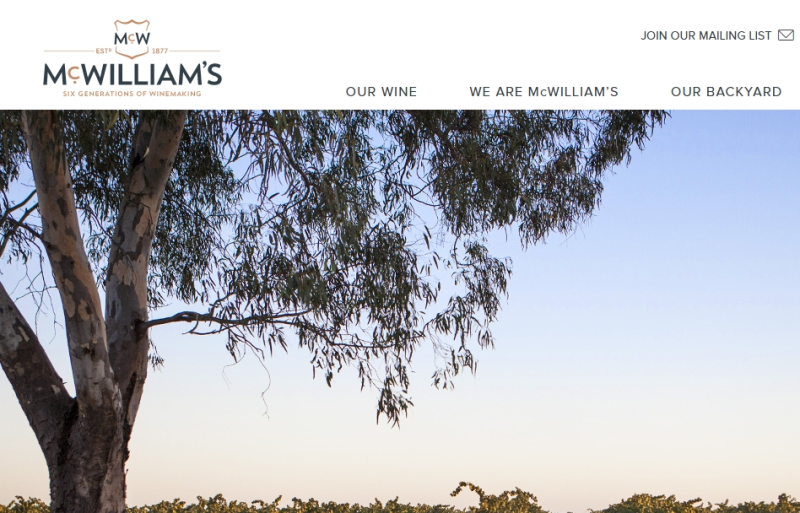 McW
ESTD 1877
McWILLIAM'S
SIX GENERATIONS OF WINEMAKING
JOIN OUR MAILING LIST
OUR WINE
WE ARE McWILLIAM'S
OUR BACKYARD